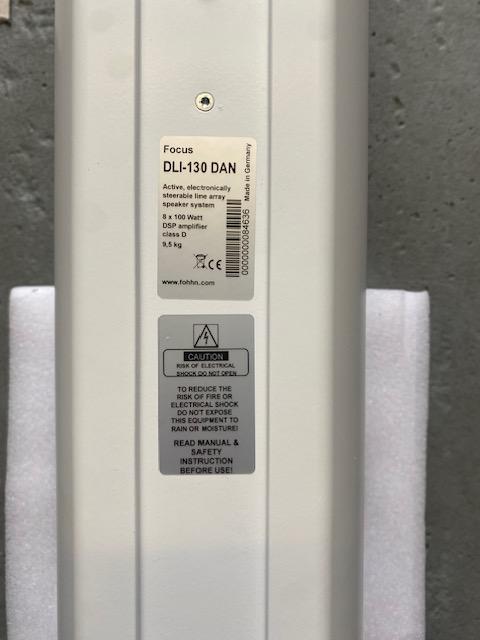 Focus
DLI-130 DAN
Active, electronically
steerable line array
speaker system
8 x 100 Watt
DSP amplifier
class D
9,5 kg
CE
www.fohhn.com
Made in Germany
0000000084636
CAUTION
RISK OF ELECTRICAL
SHOCK DO NOT OPEN
TO REDUCE THE
RISK OF FIRE OR
ELECTRICAL SHOCK
DO NOT EXPOSE
THIS EQUIPMENT TO
RAIN OR MOISTURE!
READ MANUAL &
SAFETY
INSTRUCTION
BEFORE USE!